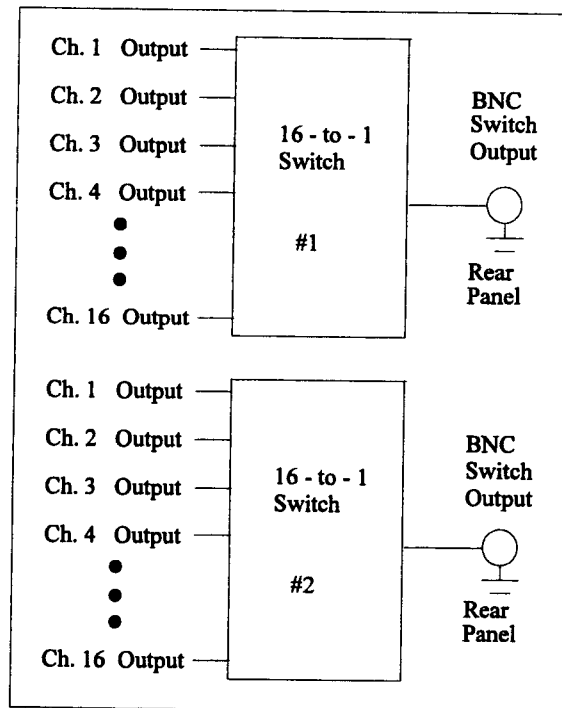 Ch. 1 Output
Ch. 2 Output
Ch. 3 Output
Ch. 4 Output
Ch. 16 Output
16 - to - 1
Switch
#1
BNC
Switch
Output
Rear
Panel
Ch. 1 Output
Ch. 2 Output
Ch. 3 Output
Ch. 4 Output
Ch. 16 Output
16 - to - 1
Switch
#2
BNC
Switch
Output
Rear
Panel